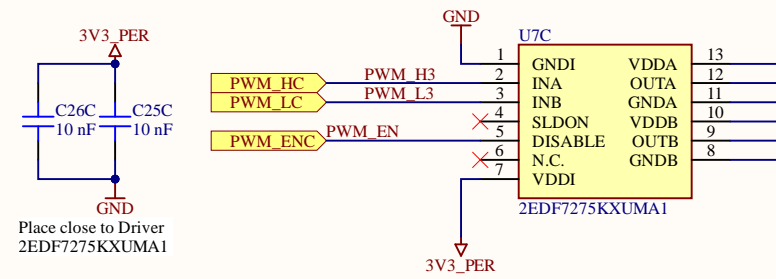 3V3_PER
C26C
10 nF
C25C
10 nF
GND
Place close to Driver
2EDF7275KXUMA1
GND
U7C
PWM_HC
PWM_H3
PWM_LC
PWM_L3
PWM_ENC
PWM_EN
1
GNDI
2
INA
3
INB
4
SLDON
5
DISABLE
6
N.C.
7
VDDI
VDDA
13
OUTA
12
GNDA
11
VDDB
10
OUTB
9
GNDB
8
2EDF7275KXUMA1
3V3_PER